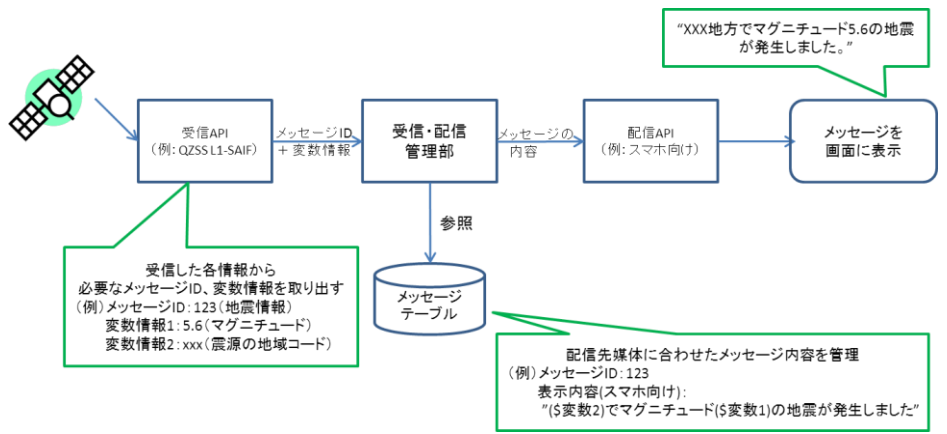 “XXX地方でマグニチュード5.6の地震
が発生しました。”
受信API
（例：QZSS L1-SAIF）
メッセージID
＋ 変数情報
受信・配信
管理部
メッセージの
内容
配信API
（例：スマホ向け）
メッセージを
画面に表示
参照
受信した各情報から
必要なメッセージID、変数情報を取り出す
（例）メッセージID：123（地震情報）
変数情報1：5.6（マグニチュード）
変数情報2：xxx（震源の地域コード）
メッセージ
テーブル
配信先媒体に合わせたメッセージ内容を管理
（例）メッセージID：123
表示内容(スマホ向け)：
”($変数2)でマグニチュード($変数1)の地震が発生しました”